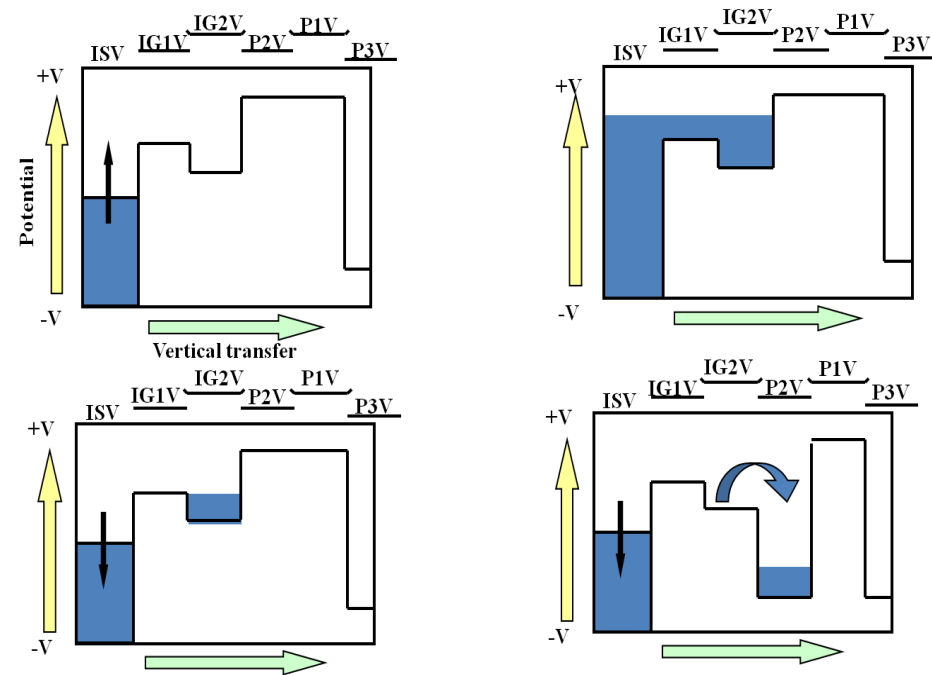 IG2V P1V
ISV IG1V P2V P3V
+V
Potential
-V
Vertical transfer
IG2V P1V
ISV IG1V P2V P3V
+V
-V
IG2V P1V
ISV IG1V P2V P3V
+V
-V
IG2V P1V
ISV IG1V P2V P3V
+V
-V